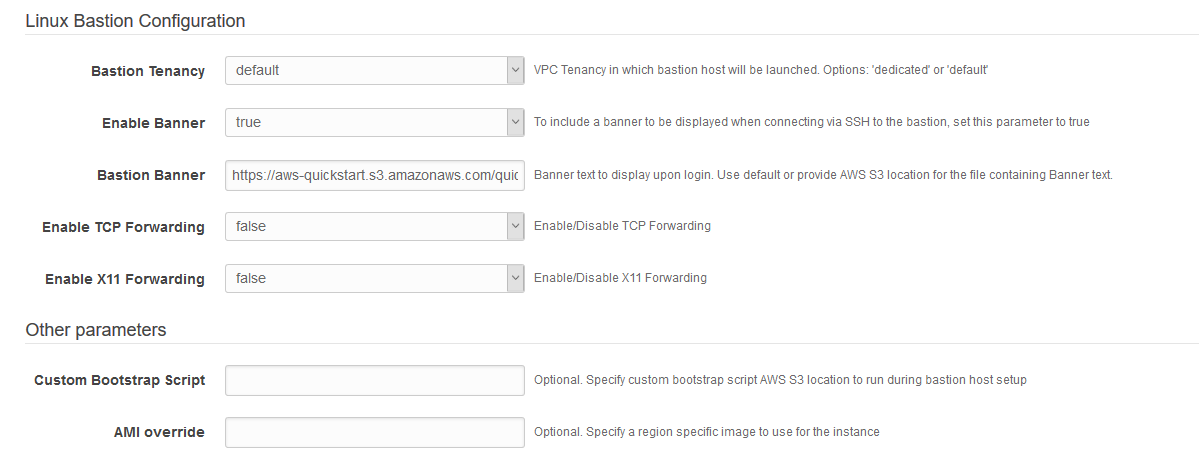 Linux Bastion Configuration
Bastion Tenancy default VPC Tenancy in which bastion host will be launched. Options: 'dedicated' or 'default'
Enable Banner true To include a banner to be displayed when connecting via SSH to the bastion, set this parameter to true
Bastion Banner https://aws-quickstart.s3.amazonaws.com/quic Banner text to display upon login. Use default or provide AWS S3 location for the file containing Banner text.
Enable TCP Forwarding false Enable/Disable TCP Forwarding
Enable X11 Forwarding false Enable/Disable X11 Forwarding
Other parameters
Custom Bootstrap Script Optional. Specify custom bootstrap script AWS S3 location to run during bastion host setup
AMI override Optional. Specify a region specific image to use for the instance